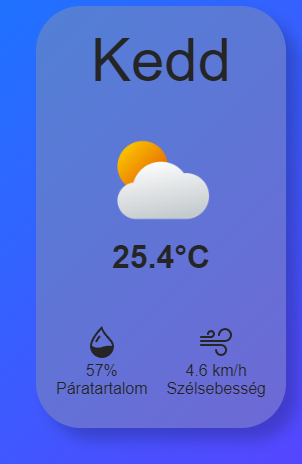 Kedd
25.4°C
57% 4.6 km/h
Páratartalom Szélsebesség